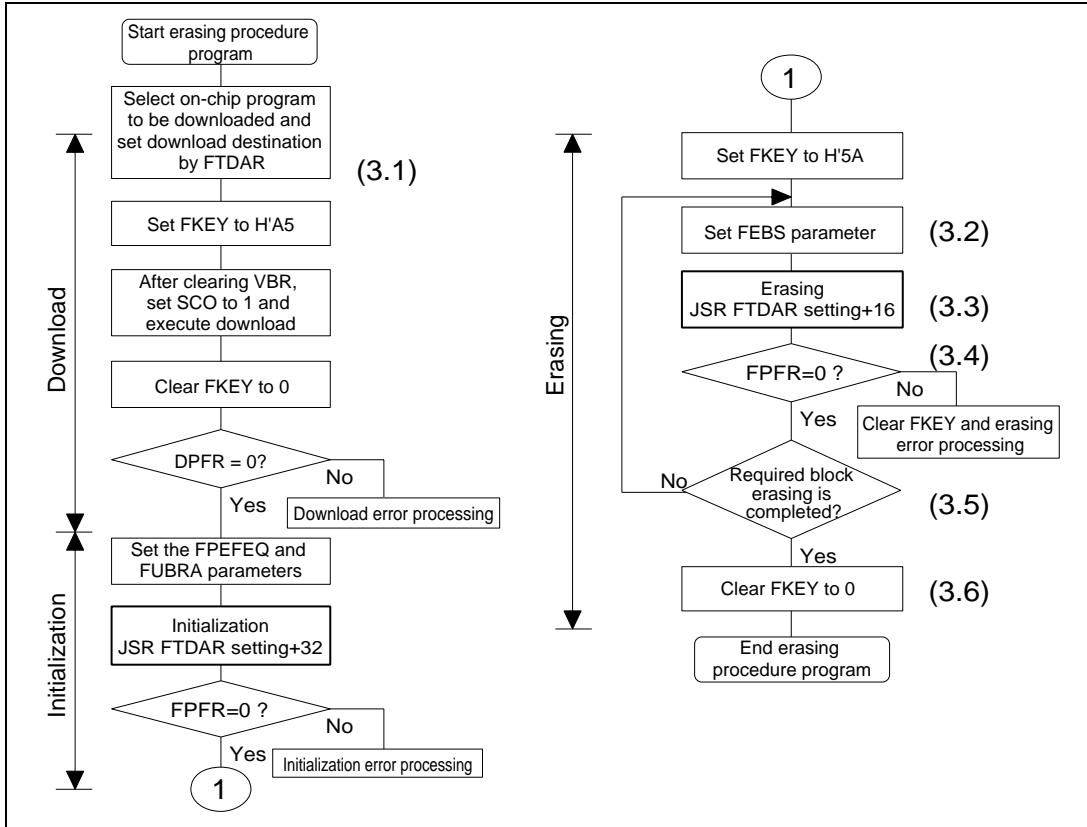 Start erasing procedure
program
Select on-chip program
to be downloaded and
set download destination
by FTDAR
(3.1)
Set FKEY to H'A5
After clearing VBR,
set SCO to 1 and
execute download
Clear FKEY to 0
DPFR = 0?
No
Yes
Download error processing
Download
Set the FPEFEQ and
FUBRA parameters
Initialization
JSR FTDAR setting+32
FPFR=0 ?
No
Yes
Initialization error processing
Initialization
1
1
Set FKEY to H'5A
Set FEBS parameter
(3.2)
Erasing
JSR FTDAR setting+16
(3.3)
(3.4)
FPFR=0 ?
No
Yes
Clear FKEY and erasing
error processing
Required block
erasing is
completed?
No
(3.5)
Yes
Clear FKEY to 0
(3.6)
Erasing
End erasing
procedure program